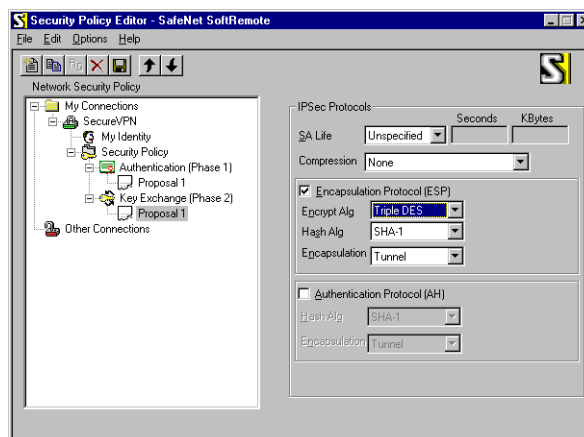 Security Policy Editor - SafeNet SoftRemote
File Edit Options Help
Network Security Policy
My Connections
SecureVPN
My Identity
Security Policy
Authentication (Phase 1)
Proposal 1
Key Exchange (Phase 2)
Proposal 1
Other Connections
IPSec Protocols
Seconds KBytes
SA Life Unspecified
Compression None
Encapsulation Protocol (ESP)
Encrypt Alg Triple DES
Hash Alg SHA-1
Encapsulation Tunnel
Authentication Protocol (AH)
Hash Alg SHA-1
Encapsulation Tunnel